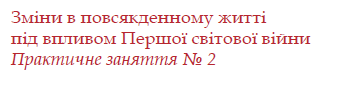 Зміни в повсякденному житті
під впливом Першої світової війни
Практичне заняття № 2